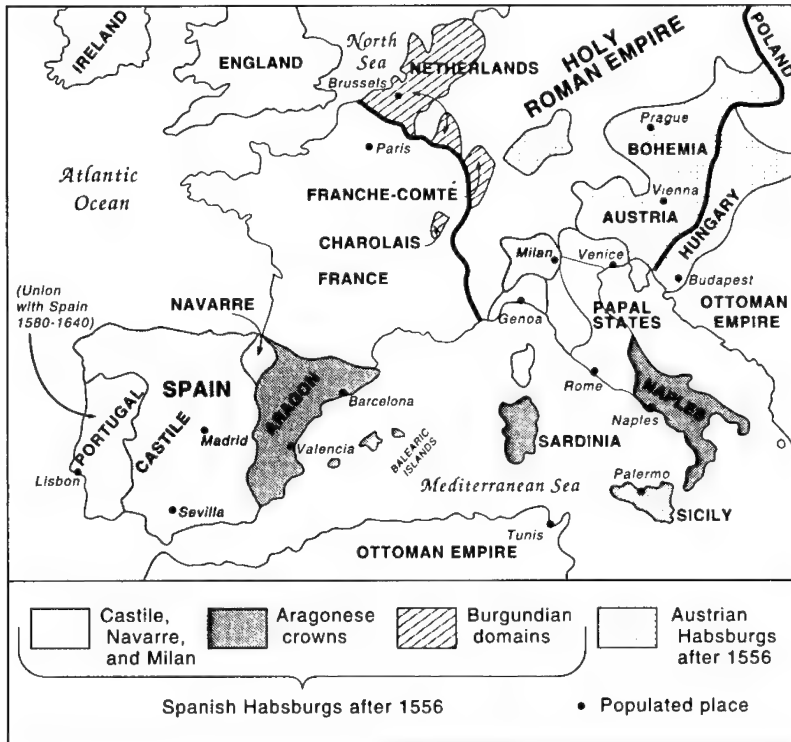 IRELAND
ENGLAND
North
Sea
NETHERLANDS
Brussels
HOLY
ROMAN EMPIRE
POLAND
Prague
BOHEMIA
Paris
Atlantic
Ocean
FRANCHE-COMTÉ
Vienna
AUSTRIA
HUNGARY
CHAROLAIS
FRANCE
Milan
Venice
Budapest
(Union
with Spain
1580-1640)
NAVARRE
Genoa
PAPAL
STATES
OTTOMAN
EMPIRE
SPAIN
PORTUGAL
CASTILE
ARAGON
Barcelona
Rome
NAPLES
Madrid
Valencia
BALEARIC
ISLANDS
SARDINIA
Naples
Lisbon
Mediterranean Sea
Palermo
Sevilla
SICILY
OTTOMAN EMPIRE
Tunis
Castile,
Navarre,
and Milan
Aragonese
crowns
Burgundian
domains
Austrian
Habsburgs
after 1556
Spanish Habsburgs after 1556
Populated place